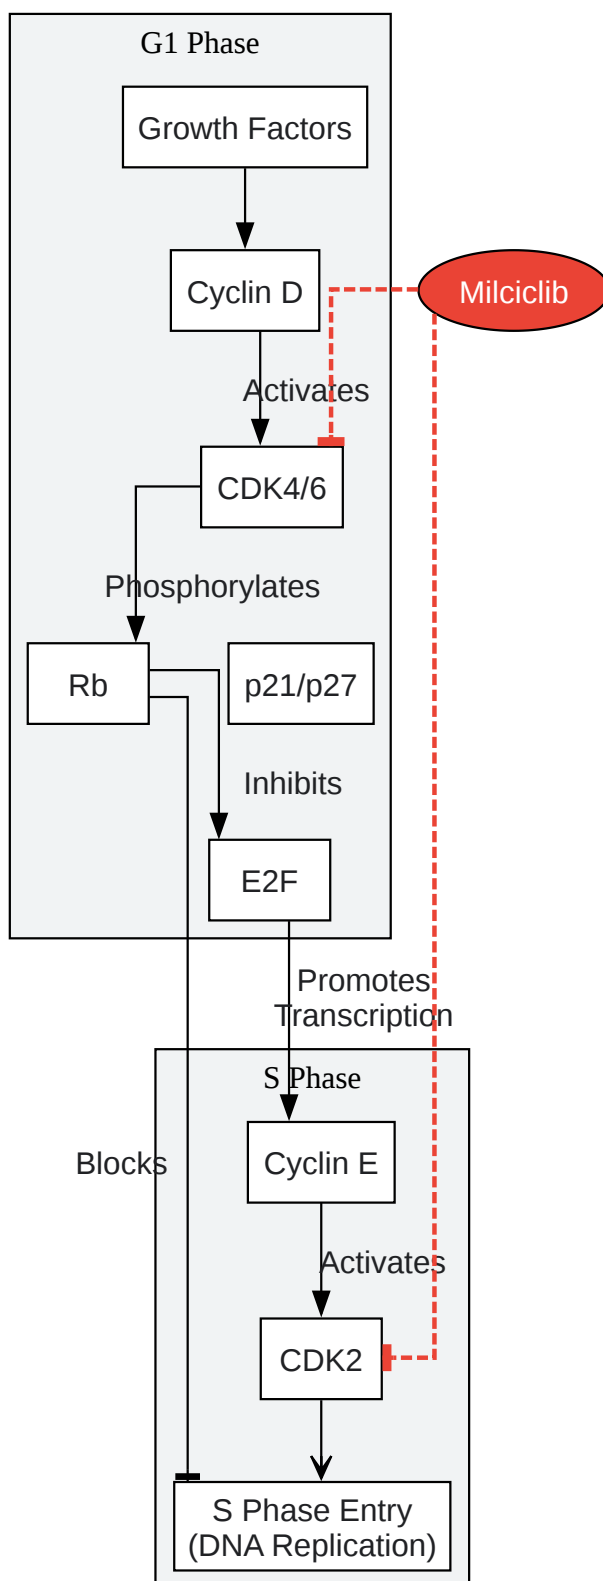 G1 Phase
Growth Factors
Cyclin D
Milciclib
Activates
CDK4/6
Phosphorylates
Rb
p21/p27
Inhibits
E2F
Promotes
Transcription
S Phase
Cyclin E
Blocks
Activates
CDK2
S Phase Entry
(DNA Replication)